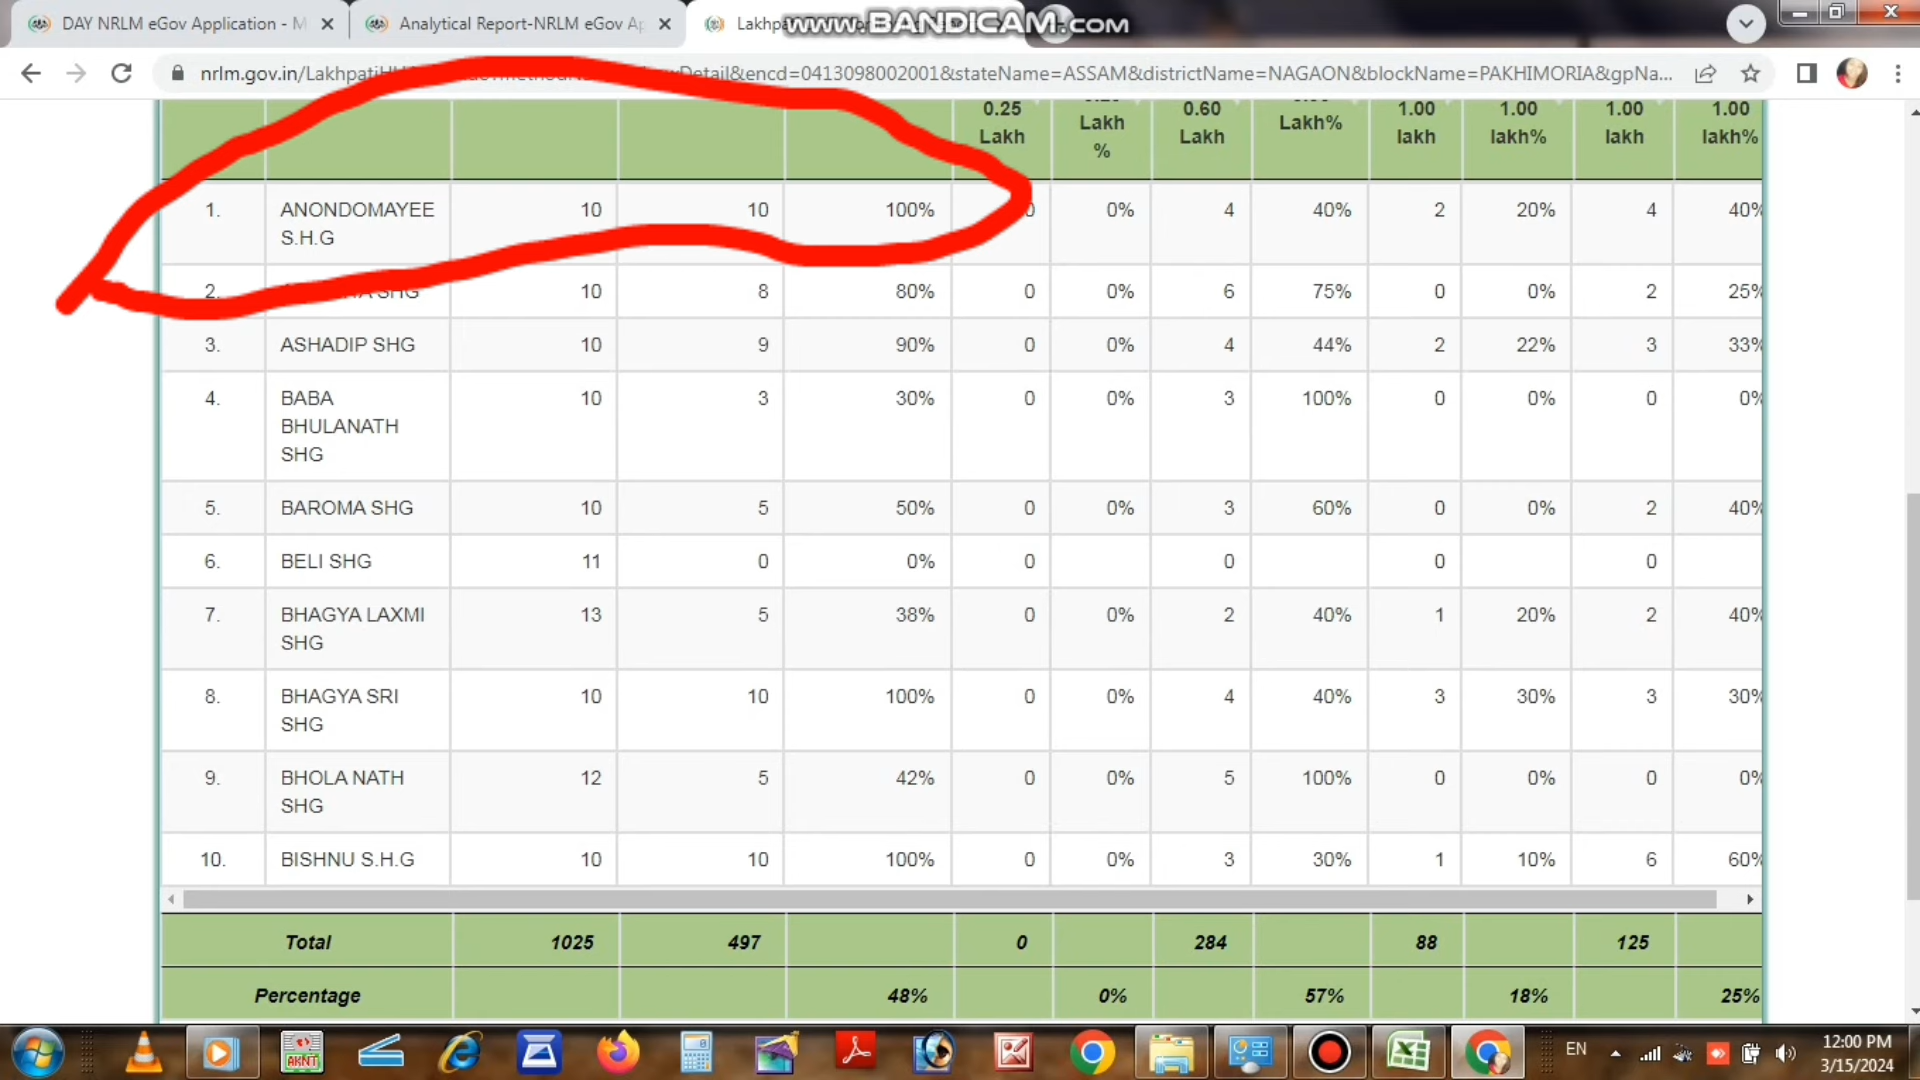 DAY NRLM eGov Application - M
Analytical Report-NRLM eGov Ap
Lakhpa
www.BANDICAM.com
nrlm.gov.in/LakhpatiH Detail&encd=0413098002001&stateName=ASSAM&districtName=NAGAON&blockName=PAKHIMORIA&gpNa...
0.25 Lakh 0.60 1.00 1.00 1.00 1.00
Lakh Lakh Lakh Lakh% lakh lakh% lakh lakh%
%
1. ANONDOMAYEE S.H.G 10 10 100% 0% 4 40% 2 20% 4 40%
2. SHG 10 8 80% 0 0% 6 75% 0 0% 2 25%
3. ASHADIP SHG 10 9 90% 0 0% 4 44% 2 22% 3 33%
4. BABA BHULANATH SHG 10 3 30% 0 0% 3 100% 0 0% 0 0%
5. BAROMA SHG 10 5 50% 0 0% 3 60% 0 0% 2 40%
6. BELI SHG 11 0 0% 0 0 0 0
7. BHAGYA LAXMI SHG 13 5 38% 0 0% 2 40% 1 20% 2 40%
8. BHAGYA SRI SHG 10 10 100% 0 0% 4 40% 3 30% 3 30%
9. BHOLA NATH SHG 12 5 42% 0 0% 5 100% 0 0% 0 0%
10. BISHNU S.H.G 10 10 100% 0 0% 3 30% 1 10% 6 60%
Total 1025 497 0 284 88 125
Percentage 48% 0% 57% 18% 25%
AKNT
EN
12:00 PM
3/15/2024